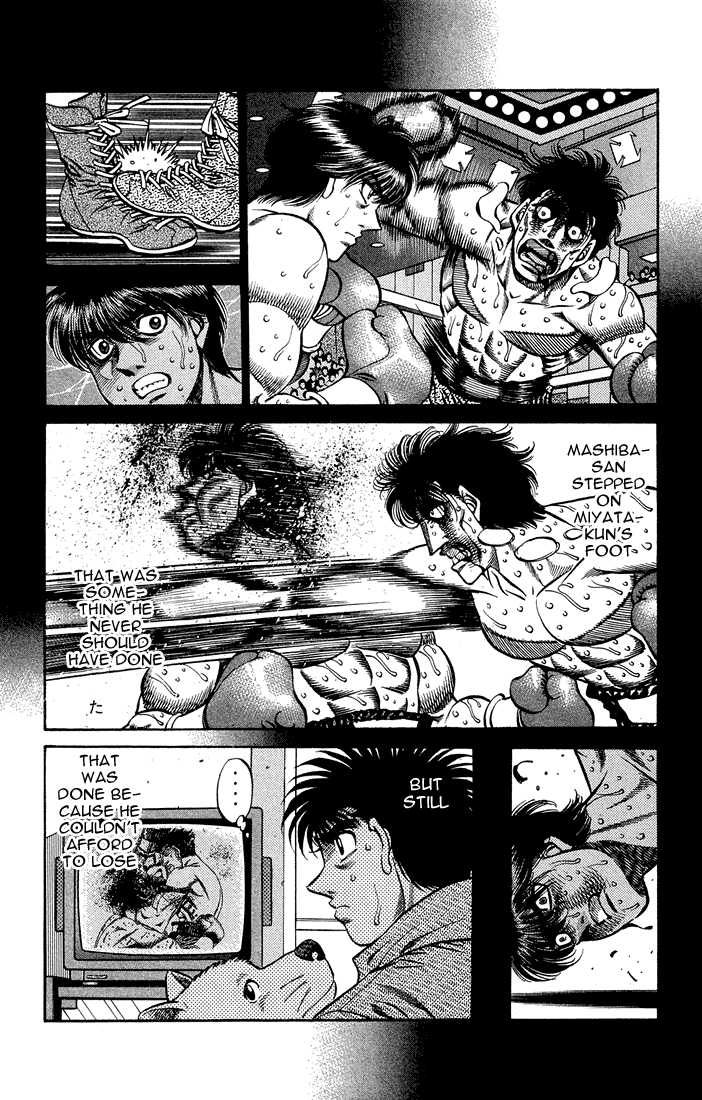 MASHIBA-
SAN
STEPPED
ON
MIYATA-
KUN'S
FOOT
THAT WAS
SOME-
THING HE
NEVER
SHOULD
HAVE DONE
た
BUT
STILL
....
THAT
WAS
DONE BE-
CAUSE HE
COULDN'T
AFFORD
TO LOSE